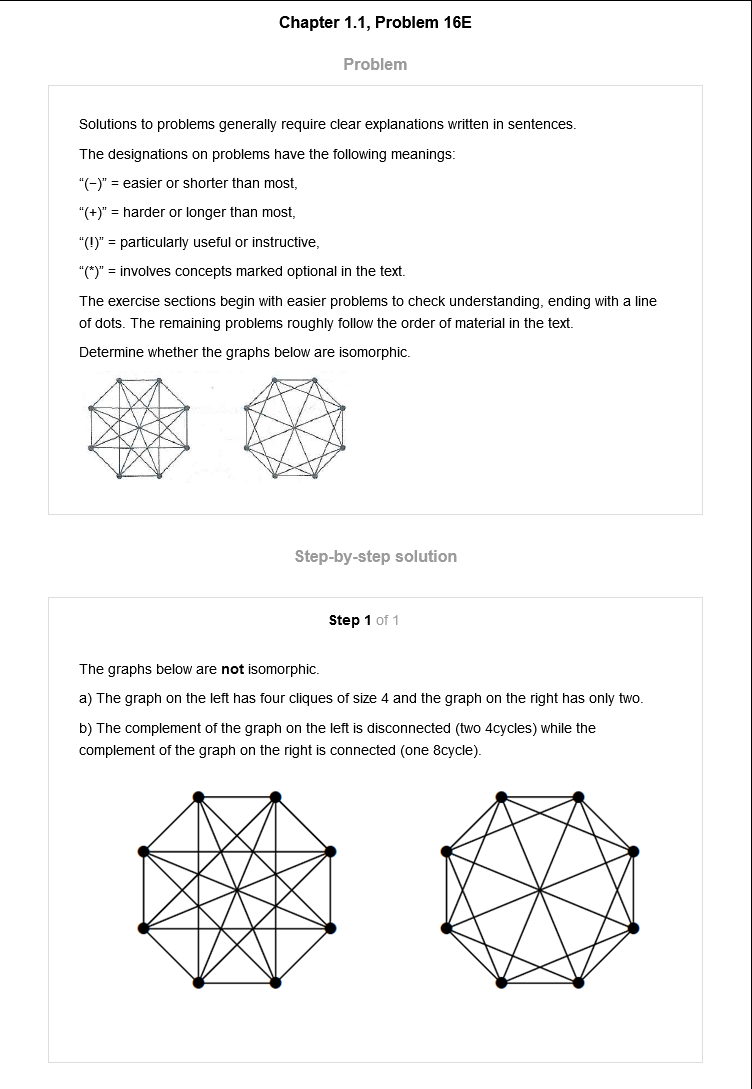 Chapter 1.1, Problem 16E
Problem
Solutions to problems generally require clear explanations written in sentences.
The designations on problems have the following meanings:
“(−)” = easier or shorter than most,
“(+)” = harder or longer than most,
“(!)” = particularly useful or instructive,
“(*)” = involves concepts marked optional in the text.
The exercise sections begin with easier problems to check understanding, ending with a line
of dots. The remaining problems roughly follow the order of material in the text.
Determine whether the graphs below are isomorphic.
Step-by-step solution
Step 1 of 1
The graphs below are not isomorphic.
a) The graph on the left has four cliques of size 4 and the graph on the right has only two.
b) The complement of the graph on the left is disconnected (two 4cycles) while the
complement of the graph on the right is connected (one 8cycle).